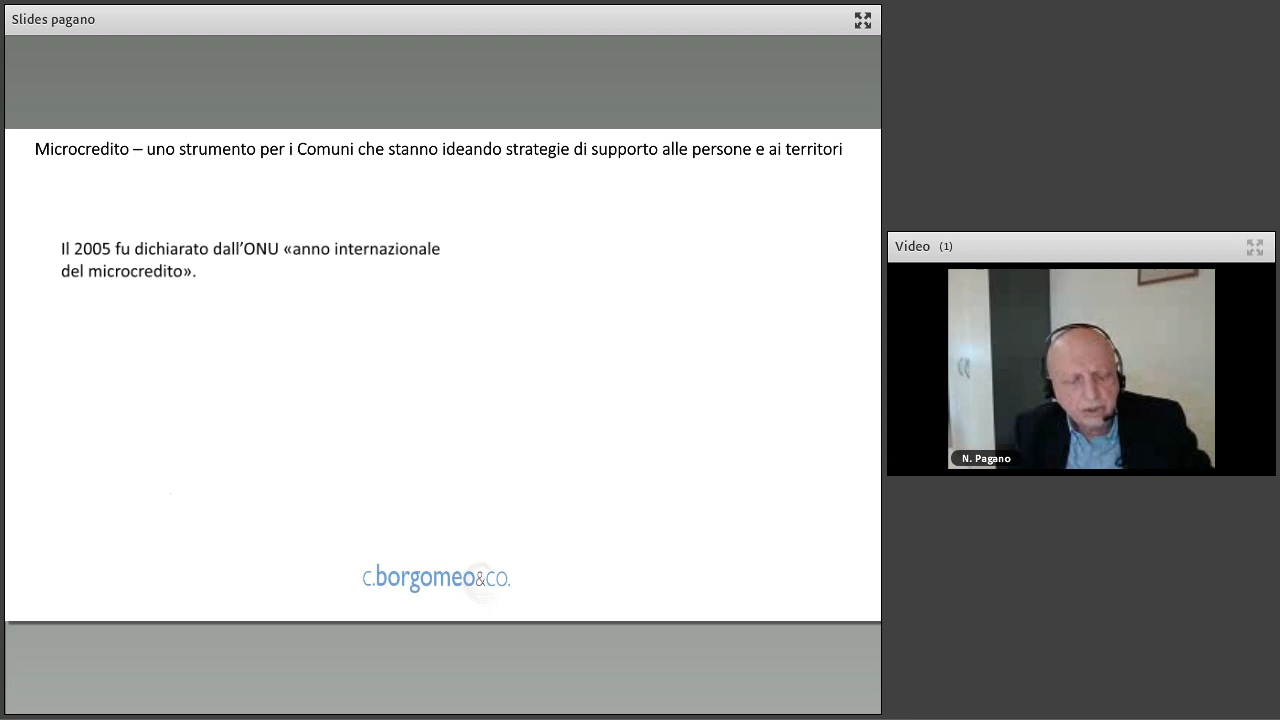 Slides pagano
Microcredito – uno strumento per i Comuni che stanno ideando strategie di supporto alle persone e ai territori
Il 2005 fu dichiarato dall’ONU «anno internazionale
del microcredito».
c.borgomeo&co.
Video (1)
N. Pagano